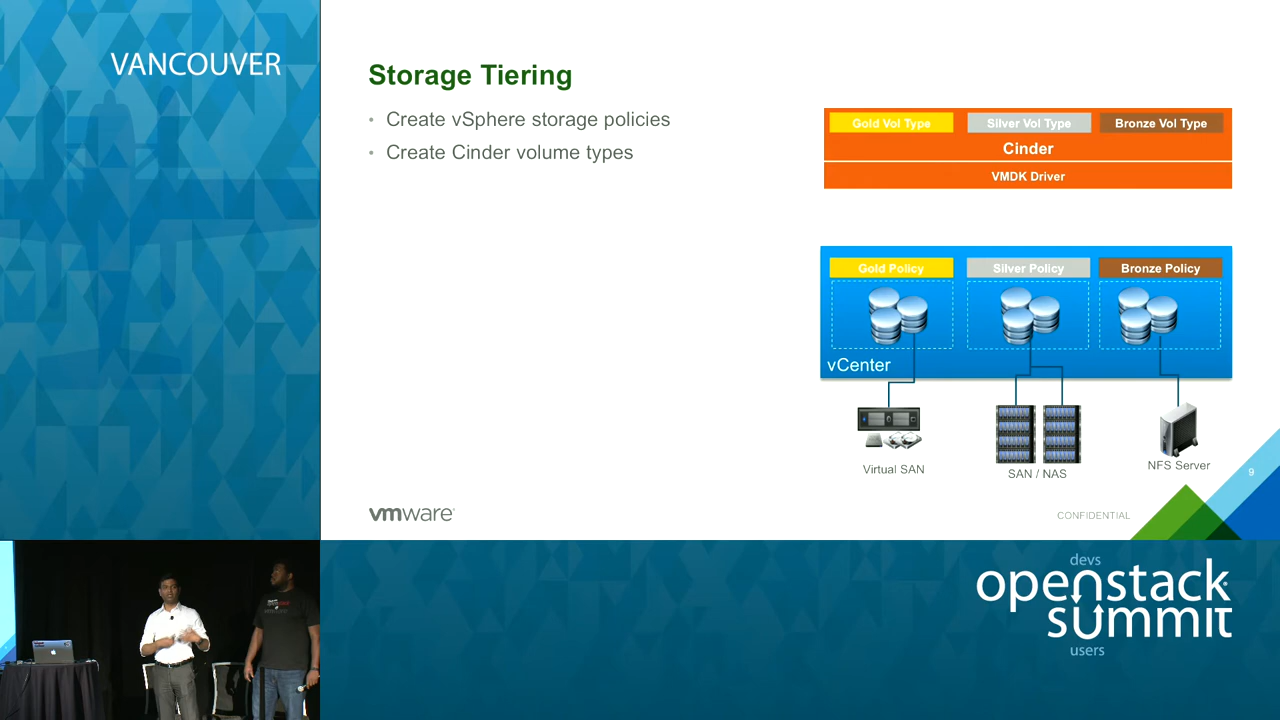 VANCOUVER
Storage Tiering
• Create vSphere storage policies
• Create Cinder volume types
Gold Vol Type
Silver Vol Type
Bronze Vol Type
Cinder
VMDK Driver
Gold Policy
Silver Policy
Bronze Policy
vCenter
Virtual SAN
SAN / NAS
NFS Server
9
vmware
CONFIDENTIAL
devs
openstack
summit
users